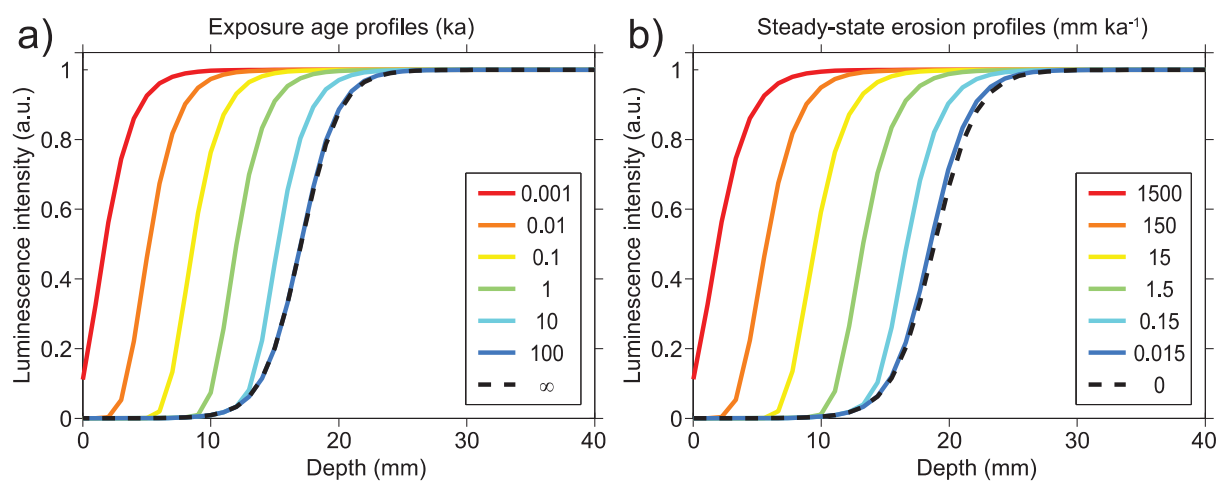 a)
Exposure age profiles (ka)
Luminescence intensity (a.u.)
1
0.8
0.6
0.4
0.2
0
0 10 20 30 40
Depth (mm)
0.001
0.01
0.1
1
10
100
∞
b)
Steady-state erosion profiles (mm ka⁻¹)
Luminescence intensity (a.u.)
1
0.8
0.6
0.4
0.2
0
0 10 20 30 40
Depth (mm)
1500
150
15
1.5
0.15
0.015
0